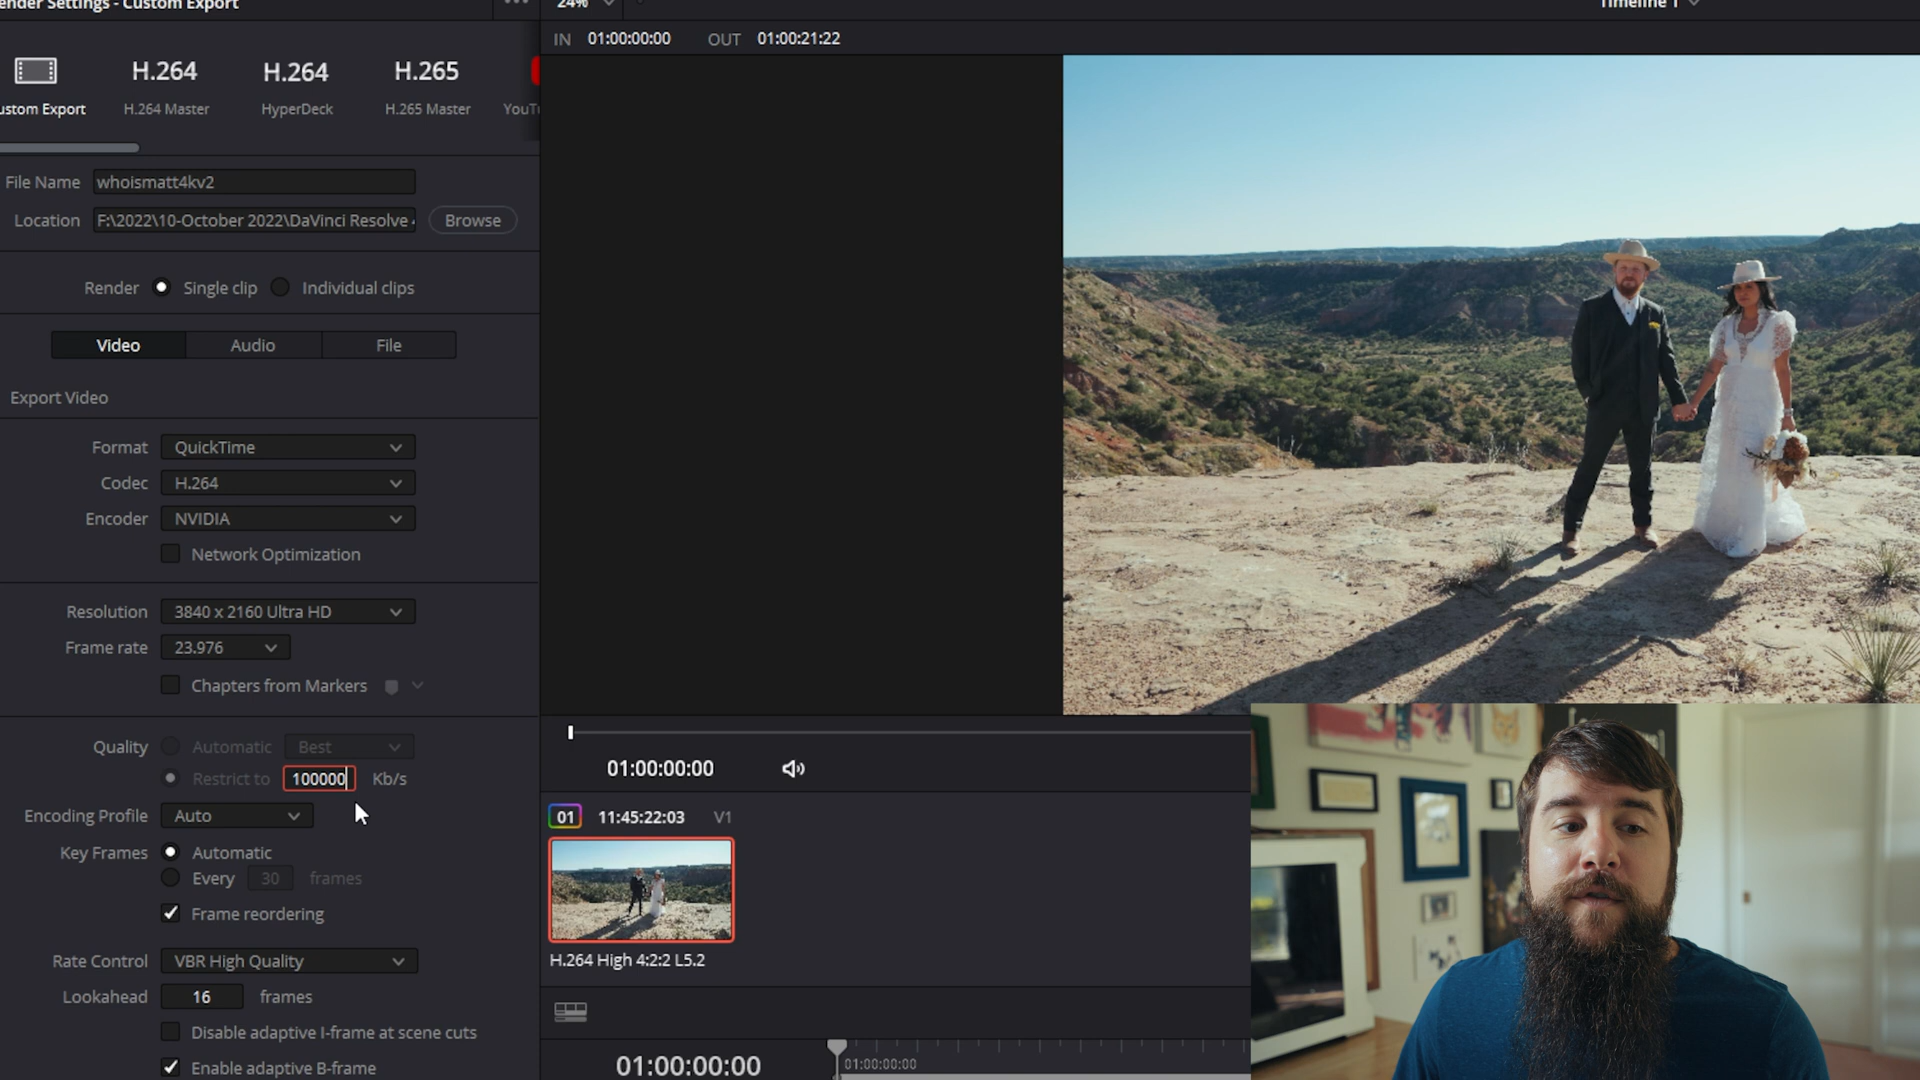 ender Settings - Custom Export
24%
Timeline 1
IN 01:00:00:00 OUT 01:00:21:22
H.264 H.264 H.265
ustom Export H.264 Master HyperDeck H.265 Master YouTu
File Name whoismatt4kv2
Location F:\2022\10-October 2022\DaVinci Resolve Browse
Render Single clip Individual clips
Video Audio File
Export Video
Format QuickTime
Codec H.264
Encoder NVIDIA
Network Optimization
Resolution 3840 x 2160 Ultra HD
Frame rate 23.976
Chapters from Markers
Quality Automatic Best
Restrict to 100000 Kb/s
Encoding Profile Auto
Key Frames Automatic
Every 30 frames
Frame reordering
Rate Control VBR High Quality
Lookahead 16 frames
Disable adaptive I-frame at scene cuts
Enable adaptive B-frame
01:00:00:00
01 11:45:22:03 V1
H.264 High 4:2:2 L5.2
01:00:00:00
01:00:00:00